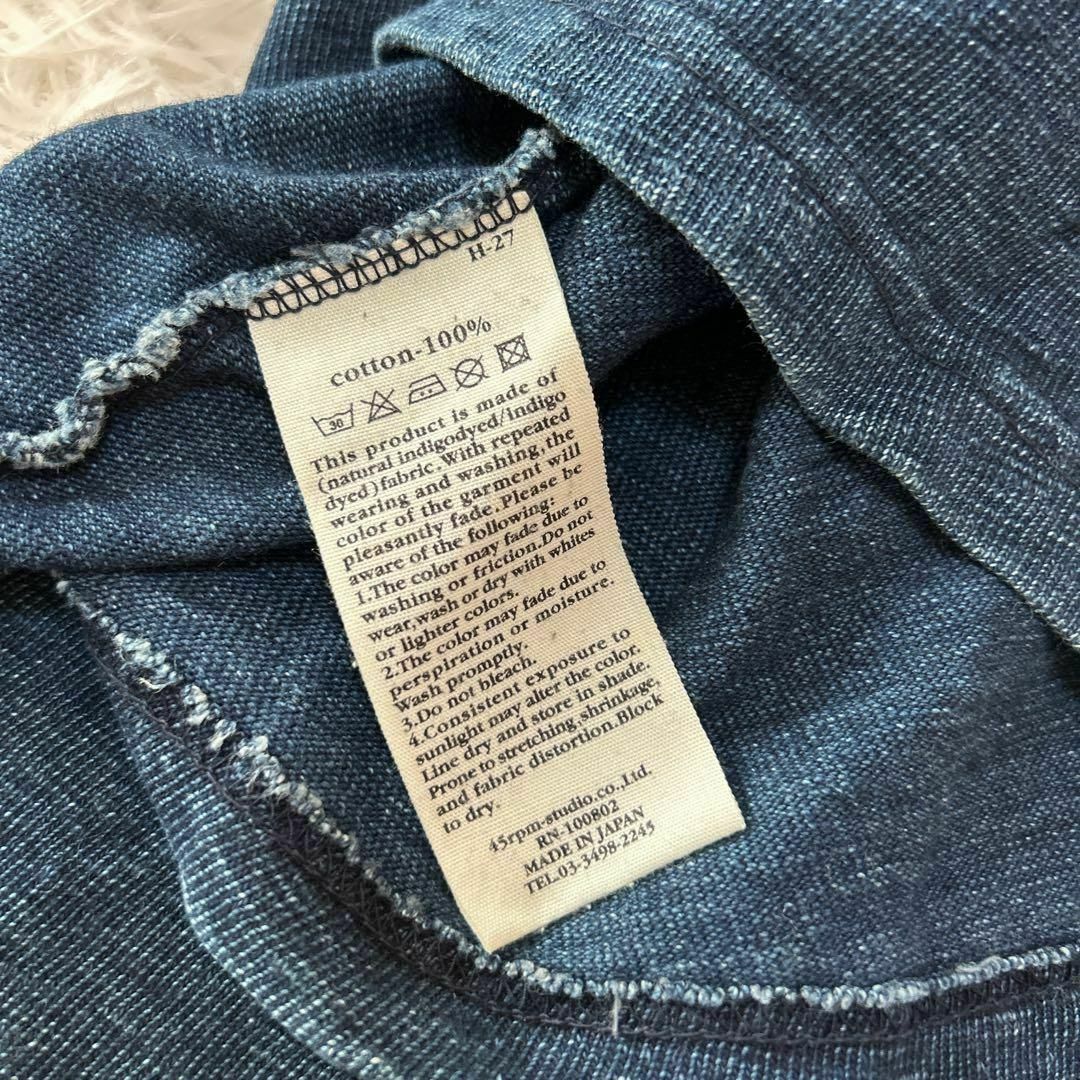 H-27
cotton-100%
30
This product is made of
(natural indigodyed/indigo
dyed)fabric.With repeated
wearing and washing,the
color of the garment will
pleasantly fade.Please be
aware of the following:
1.The color may fade due to
washing or friction.Do not
wear,wash or dry with whites
or lighter colors.
2.The color may fade due to
perspiration or moisture.
Wash promptly.
3.Do not bleach.
4.Consistent exposure to
sunlight may alter the color.
Line dry and store in shade.
Prone to stretching,shrinkage,
and fabric distortion.Block
to dry.
45rpm-studio.co.,Ltd.
RN-100802
MADE IN JAPAN
TEL.03-3498-2245